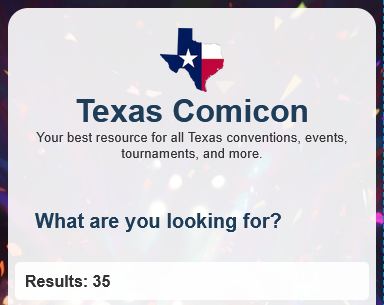 Texas Comicon
Your best resource for all Texas conventions, events,
tournaments, and more.
What are you looking for?
Results: 35